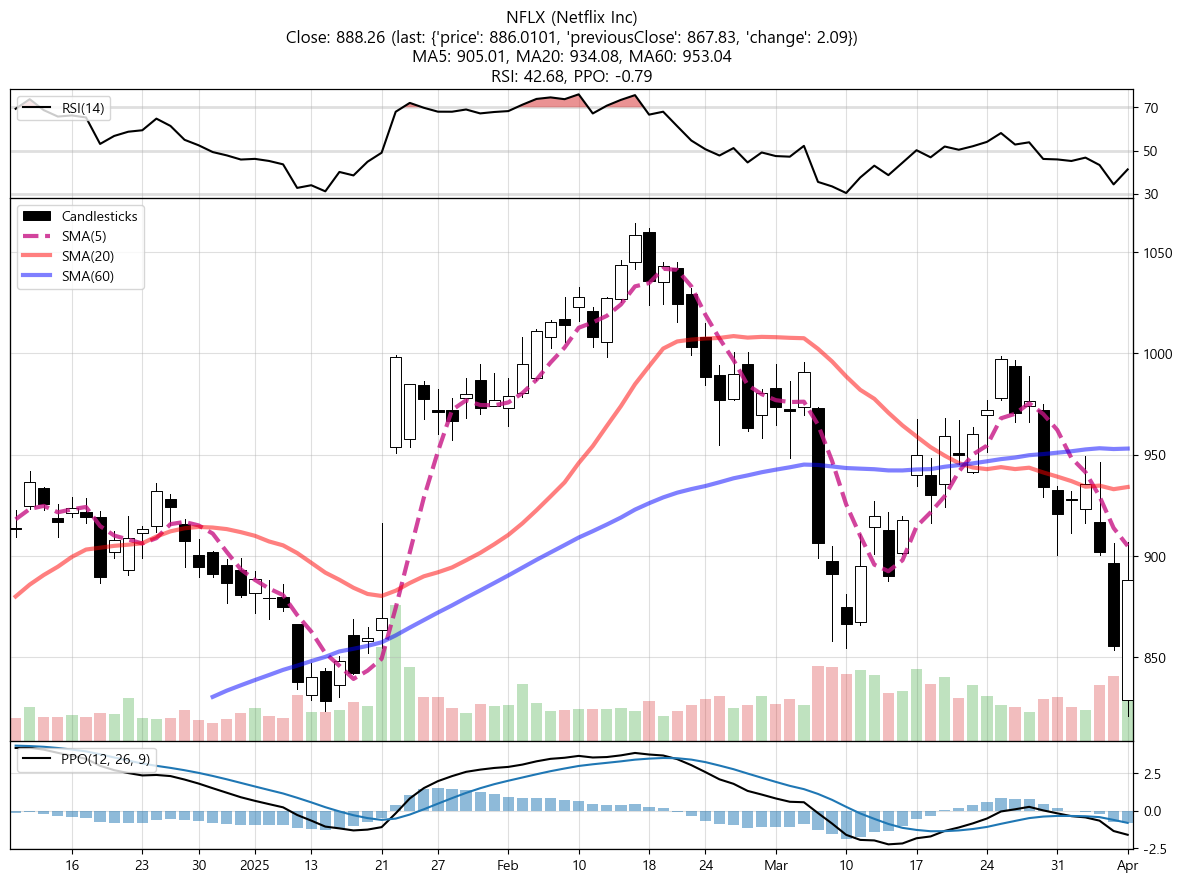 NFLX (Netflix Inc)
Close: 888.26 (last: {'price': 886.0101, 'previousClose': 867.83, 'change': 2.09})
MA5: 905.01, MA20: 934.08, MA60: 953.04
RSI: 42.68, PPO: -0.79
RSI(14)
70
50
30
Candlesticks
SMA(5)
SMA(20)
SMA(60)
1050
1000
950
900
850
PPO(12, 26, 9)
2.5
0.0
-2.5
16 23 30 2025 13 21 27 Feb 10 18 24 Mar 10 17 24 31 Apr